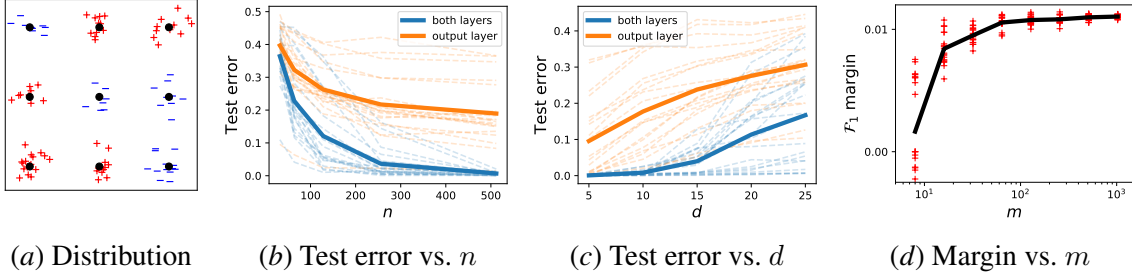 both layers
output layer
Test error
0.5
0.4
0.3
0.2
0.1
0.0
100
200
300
400
500
n
both layers
output layer
Test error
0.4
0.3
0.2
0.1
0.0
5
10
15
20
25
d
F₁ margin
0.01
0.00
10¹
10²
10³
m
(a) Distribution
(b) Test error vs. n
(c) Test error vs. d
(d) Margin vs. m